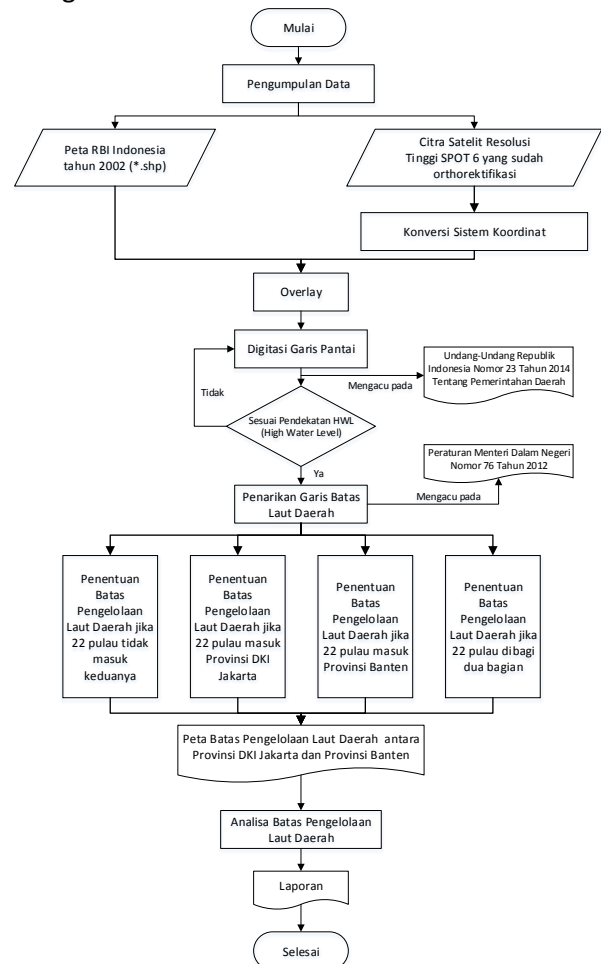 Mulai
Pengumpulan Data
Peta RBI Indonesia
tahun 2002 (*.shp)
Citra Satelit Resolusi
Tinggi SPOT 6 yang sudah
orthorektifikasi
Konversi Sistem Koordinat
Overlay
Digitasi Garis Pantai
Undang-Undang Republik
Indonesia Nomor 23 Tahun 2014
Tentang Pemerintahan Daerah
Mengacu pada
Tidak
Sesuai Pendekatan HWL
(High Water Level)
Ya
Peraturan Menteri Dalam Negeri
Nomor 76 Tahun 2012
Penarikan Garis Batas
Laut Daerah
Mengacu pada
Penentuan
Batas
Pengelolaan
Laut Daerah jika
22 pulau tidak
masuk
keduanya
Penentuan
Batas
Pengelolaan
Laut Daerah jika
22 pulau masuk
Provinsi DKI
Jakarta
Penentuan
Batas
Pengelolaan
Laut Daerah jika
22 pulau masuk
Provinsi Banten
Penentuan
Batas
Pengelolaan
Laut Daerah jika
22 pulau dibagi
dua bagian
Peta Batas Pengelolaan Laut Daerah antara
Provinsi DKI Jakarta dan Provinsi Banten
Analisa Batas Pengelolaan
Laut Daerah
Laporan
Selesai